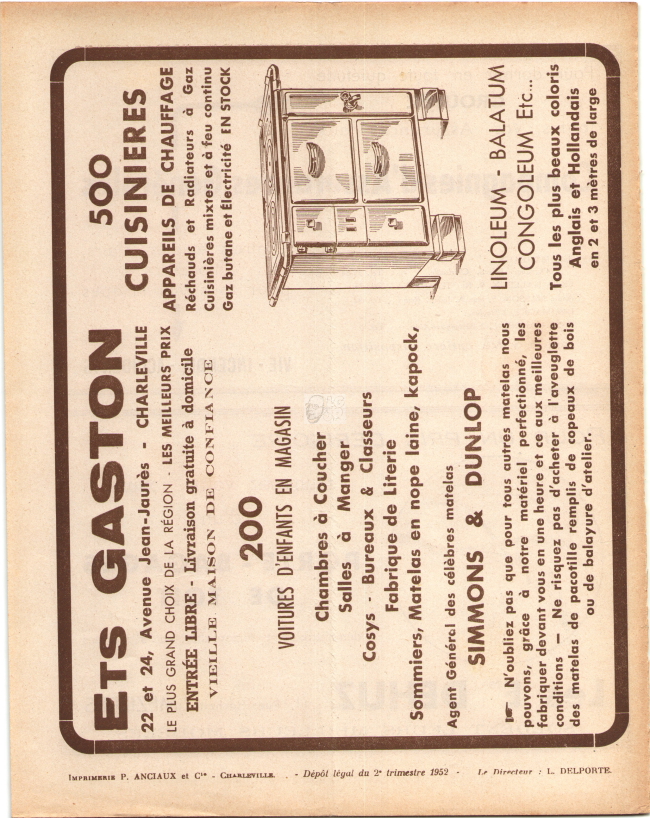 ETS GASTON
22 et 24, Avenue Jean-Jaurès - CHARLEVILLE
LE PLUS GRAND CHOIX DE LA RÉGION - LES MEILLEURS PRIX
ENTRÉE LIBRE - Livraison gratuite à domicile
VIEILLE MAISON DE CONFIANCE
200
VOITURES D'ENFANTS EN MAGASIN
Chambres à Coucher
Salles à Manger
Cosys - Bureaux & Classeurs
Fabrique de Literie
Sommiers, Matelas en nope laine, kapock,
Agent Général des célèbres matelas
SIMMONS & DUNLOP
☛ N'oubliez pas que pour tous autres matelas nous
pouvons, grâce à notre matériel perfectionné, les
fabriquer devant vous en une heure et ce aux meilleures
conditions — Ne risquez pas d'acheter à l'aveuglette
des matelas de pacotille remplis de copeaux de bois
ou de balayure d'atelier.
500
CUISINIERES
APPAREILS DE CHAUFFAGE
Réchauds et Radiateurs à Gaz
Cuisinières mixtes et à feu continu
Gaz butane et Électricité EN STOCK
LINOLEUM - BALATUM
CONGOLEUM Etc...
Tous les plus beaux coloris
Anglais et Hollandais
en 2 et 3 mètres de large
IMPRIMERIE P. ANCIAUX et Cie - CHARLEVILLE. - Dépôt légal du 2e trimestre 1952 - Le Directeur : L. DELPORTE.